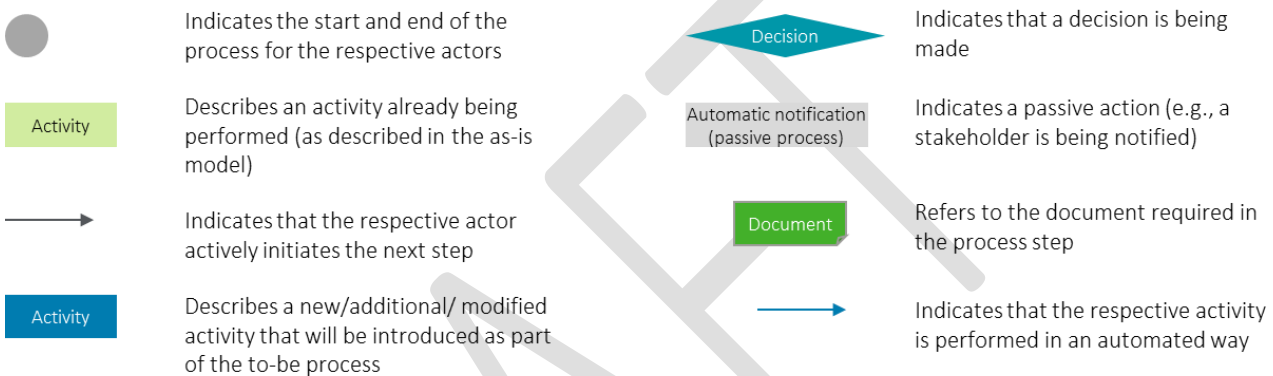 Indicates the start and end of the
process for the respective actors
Activity
Describes an activity already being
performed (as described in the as-is
model)
Indicates that the respective actor
actively initiates the next step
Activity
Describes a new/additional/ modified
activity that will be introduced as part
of the to-be process
Decision
Indicates that a decision is being
made
Automatic notification
(passive process)
Indicates a passive action (e.g., a
stakeholder is being notified)
Document
Refers to the document required in
the process step
Indicates that the respective activity
is performed in an automated way